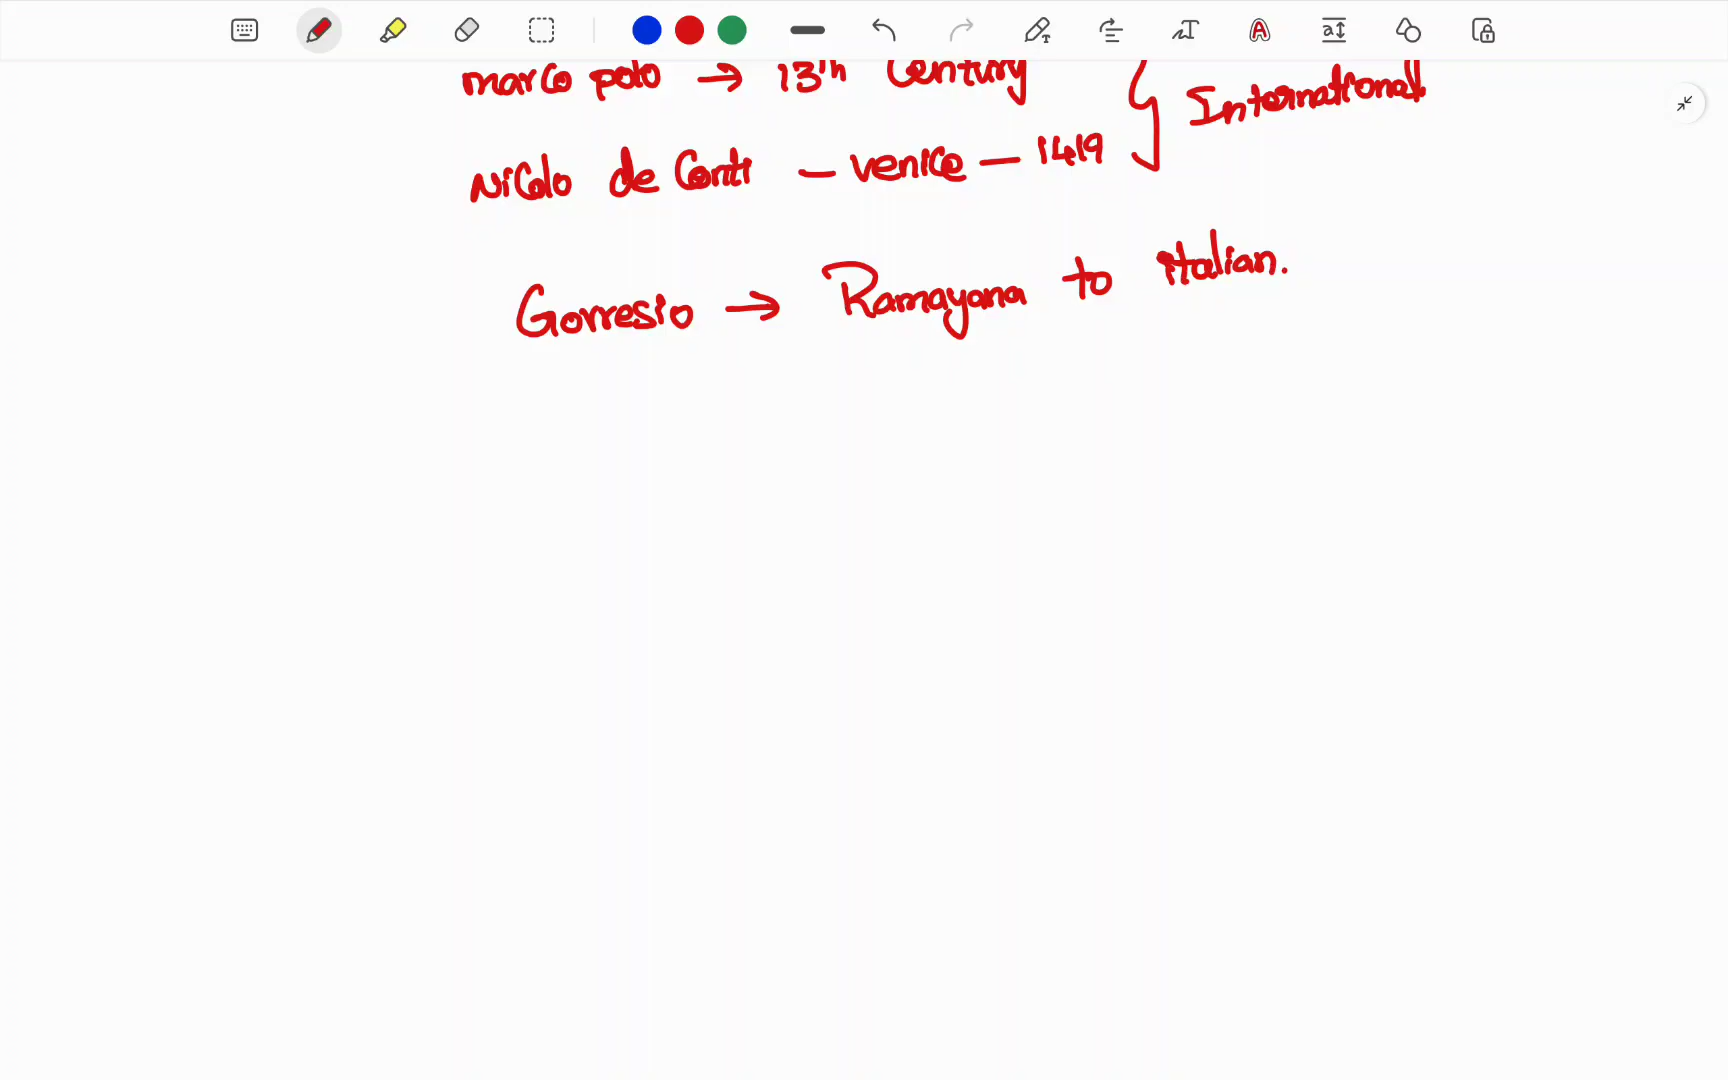 marco polo → 13th Century
Nicolo de Conti — venice — 1419
International
Gorresio → Ramayana to Italian.